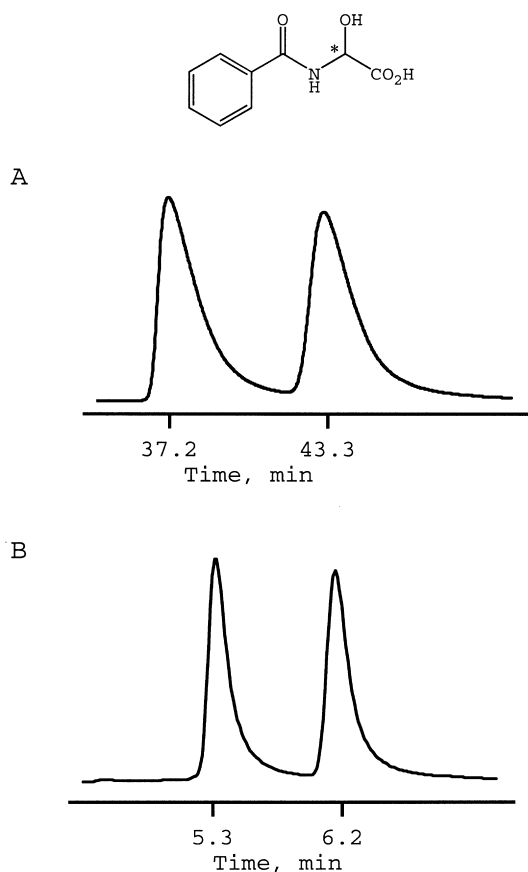 O OH
*
N
H
CO2H
A
37.2 43.3
Time, min
B
5.3 6.2
Time, min